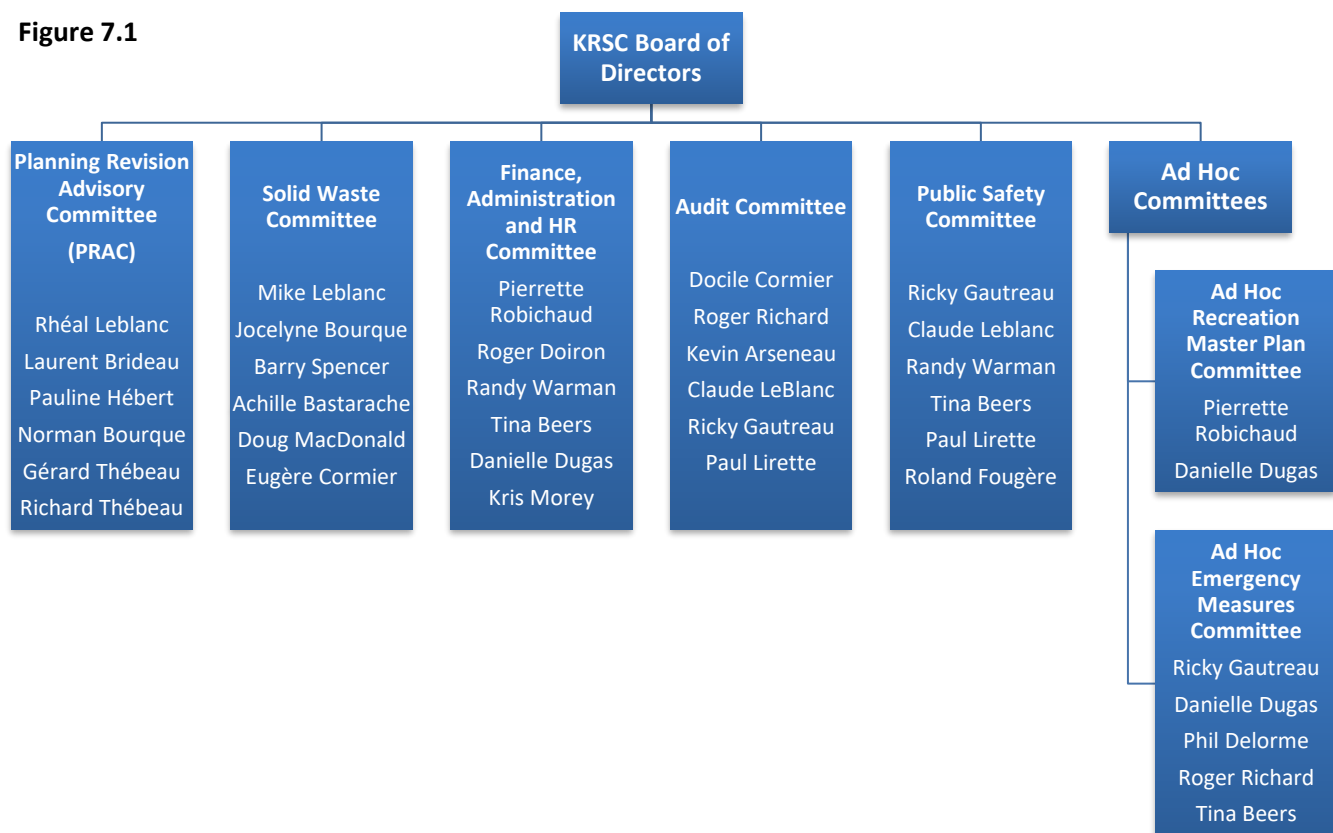 Figure 7.1
KRSC Board of
Directors
Planning Revision
Advisory
Committee
(PRAC)
Rhéal Leblanc
Laurent Brideau
Pauline Hébert
Norman Bourque
Gérard Thébeau
Richard Thébeau
Solid Waste
Committee
Mike Leblanc
Jocelyne Bourque
Barry Spencer
Achille Bastarache
Doug MacDonald
Eugère Cormier
Finance,
Administration
and HR
Committee
Pierrette
Robichaud
Roger Doiron
Randy Warman
Tina Beers
Danielle Dugas
Kris Morey
Audit Committee
Docile Cormier
Roger Richard
Kevin Arseneau
Claude LeBlanc
Ricky Gautreau
Paul Lirette
Public Safety
Committee
Ricky Gautreau
Claude Leblanc
Randy Warman
Tina Beers
Paul Lirette
Roland Fougère
Ad Hoc
Committees
Ad Hoc
Recreation
Master Plan
Committee
Pierrette
Robichaud
Danielle Dugas
Ad Hoc
Emergency
Measures
Committee
Ricky Gautreau
Danielle Dugas
Phil Delorme
Roger Richard
Tina Beers